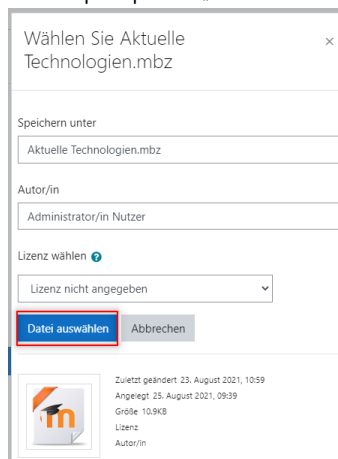 Wählen Sie Aktuelle
Technologien.mbz
×
Speichern unter
Aktuelle Technologien.mbz
Autor/in
Administrator/in Nutzer
Lizenz wählen ?
Lizenz nicht angegeben
Datei auswählen Abbrechen
Zuletzt geändert 23. August 2021, 10:59
Angelegt 25. August 2021, 09:39
Größe 10.9KB
Lizenz
Autor/in